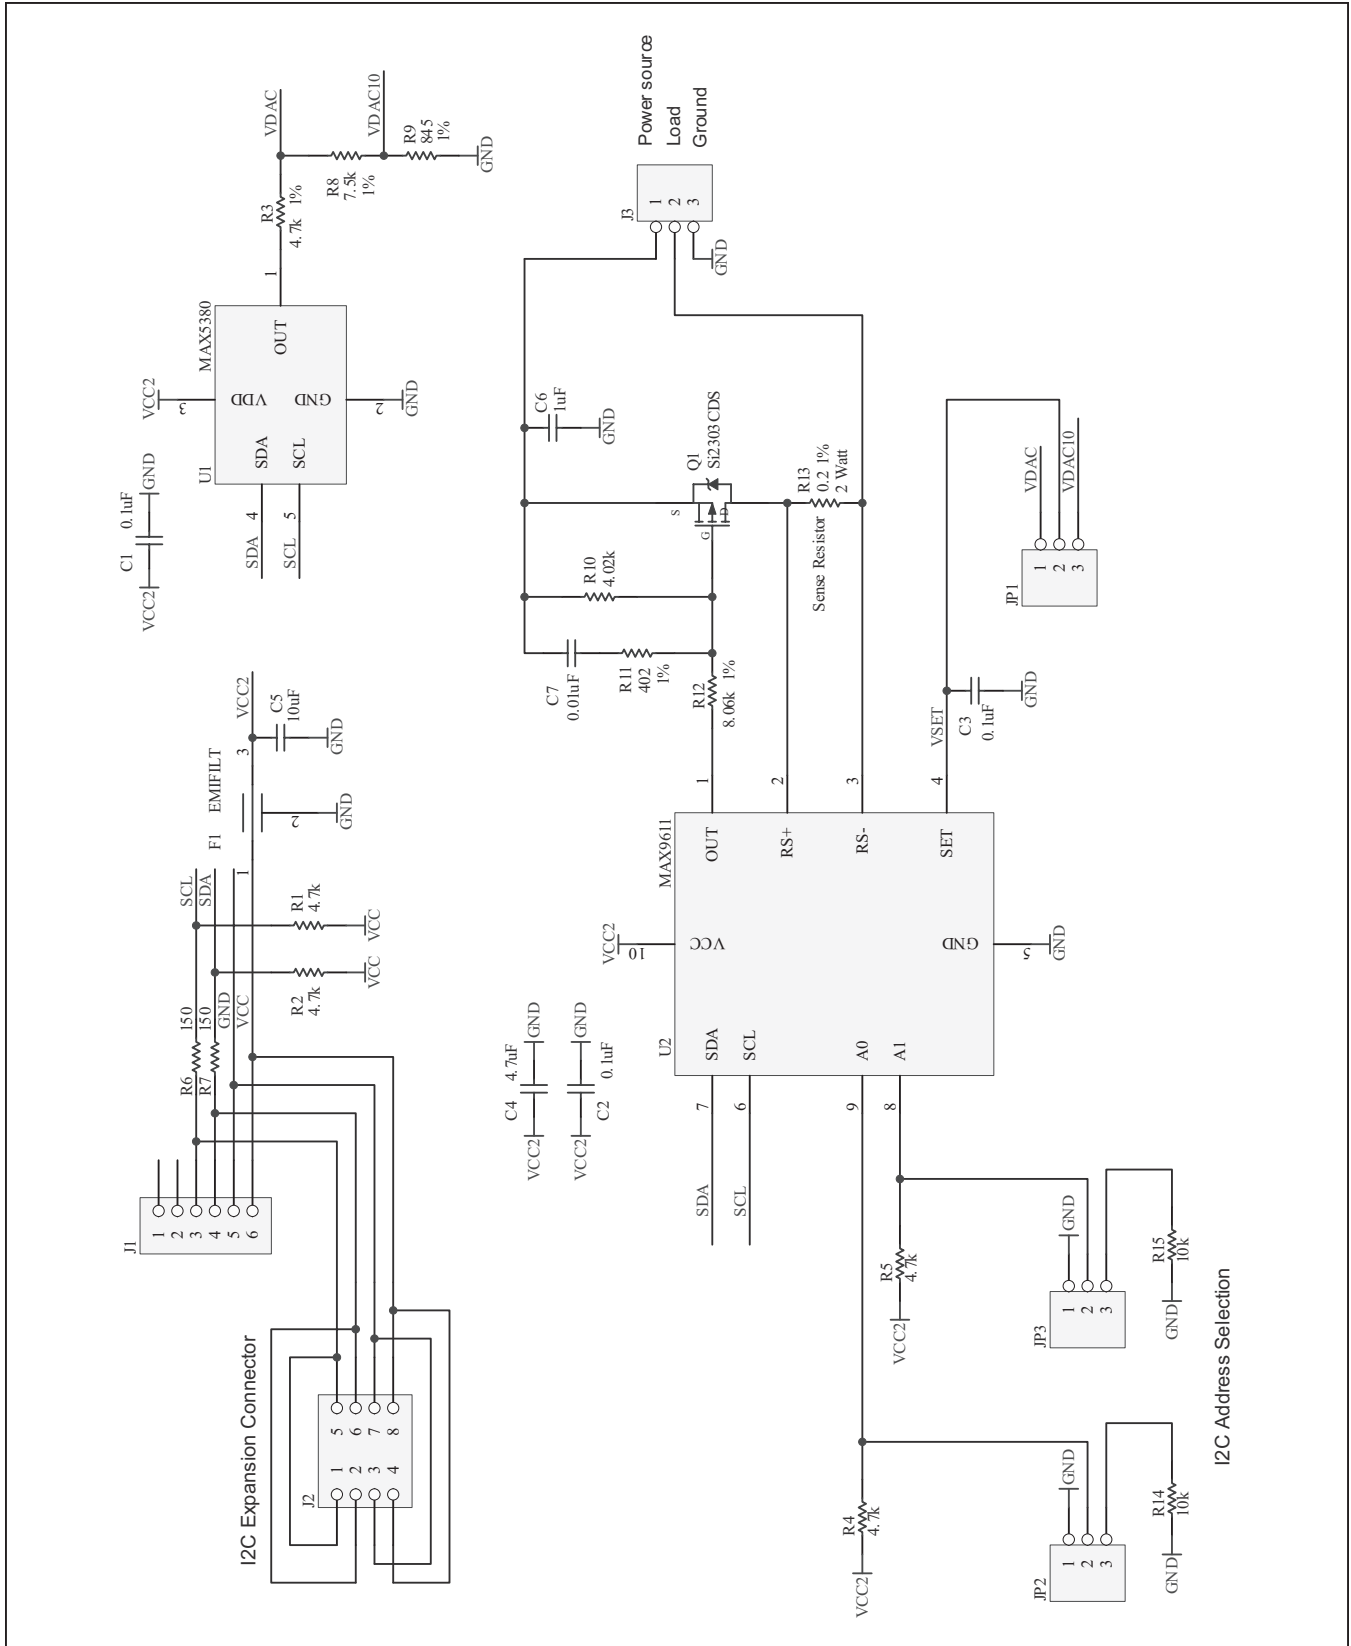 I2C Expansion Connector
J2
1
2
3
4
5
6
7
8
J1
1
2
3
4
5
6
R6
150
R7
150
GND
VCC
SCL
SDA
R2
4.7k
VCC
R1
4.7k
VCC
F1
EMIFILT
1
2
3
GND
VCC2
C5
10uF
GND
VCC2
C1
0.1uF
GND
U1
MAX5380
SDA
4
SDA
SCL
5
SCL
VCC2
3
VDD
GND
2
GND
OUT
1
R3
4.7k 1%
VDAC
R8
7.5k
1%
VDAC10
R9
845
1%
GND
VCC2
C4
4.7uF
GND
VCC2
C2
0.1uF
GND
U2
MAX9611
SDA
7
SDA
SCL
6
SCL
9
A0
8
A1
VCC2
10
VCC
GND
5
GND
OUT
1
RS+
2
RS-
3
SET
4
R12
8.06k 1%
C7
0.01uF
R11
402
1%
R10
4.02k
Q1
Si2303CDS
S
G
D
C6
1uF
GND
R13
0.2 1%
2 Watt
Sense Resistor
J3
1
2
3
GND
Power source
Load
Ground
VSET
C3
0.1uF
GND
JP1
1
2
3
VDAC
VDAC10
VCC2
R4
4.7k
JP2
1
2
3
GND
GND
R14
10k
VCC2
R5
4.7k
JP3
1
2
3
GND
GND
R15
10k
I2C Address Selection